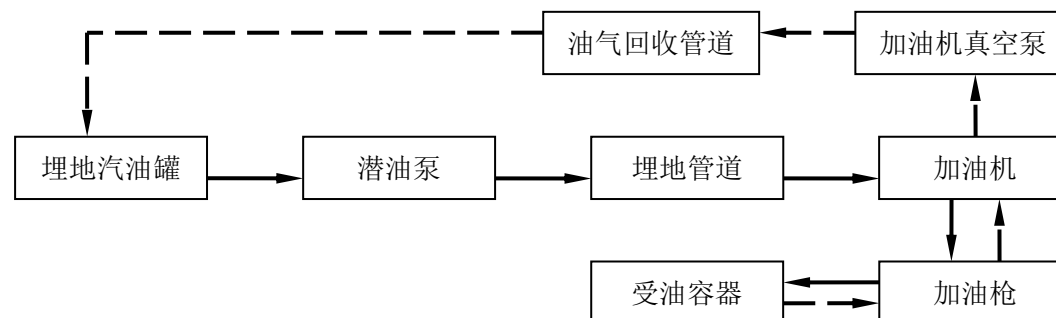 油气回收管道
加油机真空泵
埋地汽油罐
潜油泵
埋地管道
加油机
受油容器
加油枪